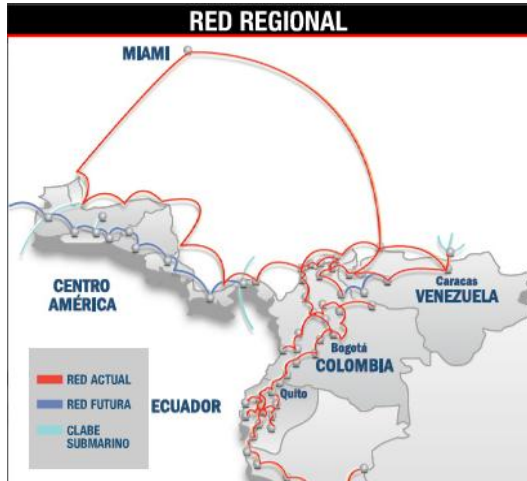 RED REGIONAL
MIAMI
CENTRO
AMÉRICA
Caracas
VENEZUELA
Bogotá
COLOMBIA
Quito
ECUADOR
RED ACTUAL
RED FUTURA
CLABE
SUBMARINO